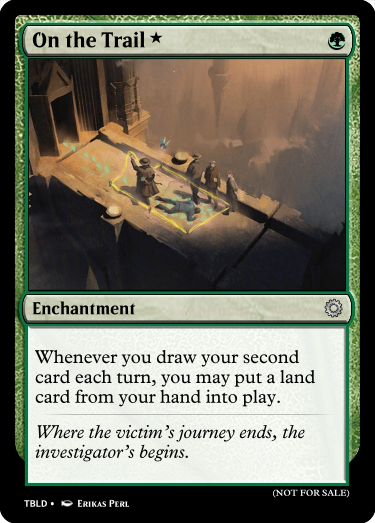 On the Trail ★
Enchantment
Whenever you draw your second
card each turn, you may put a land
card from your hand into play.
Where the victim's journey ends, the
investigator's begins.
(NOT FOR SALE)
TBLD • Erikas Perl